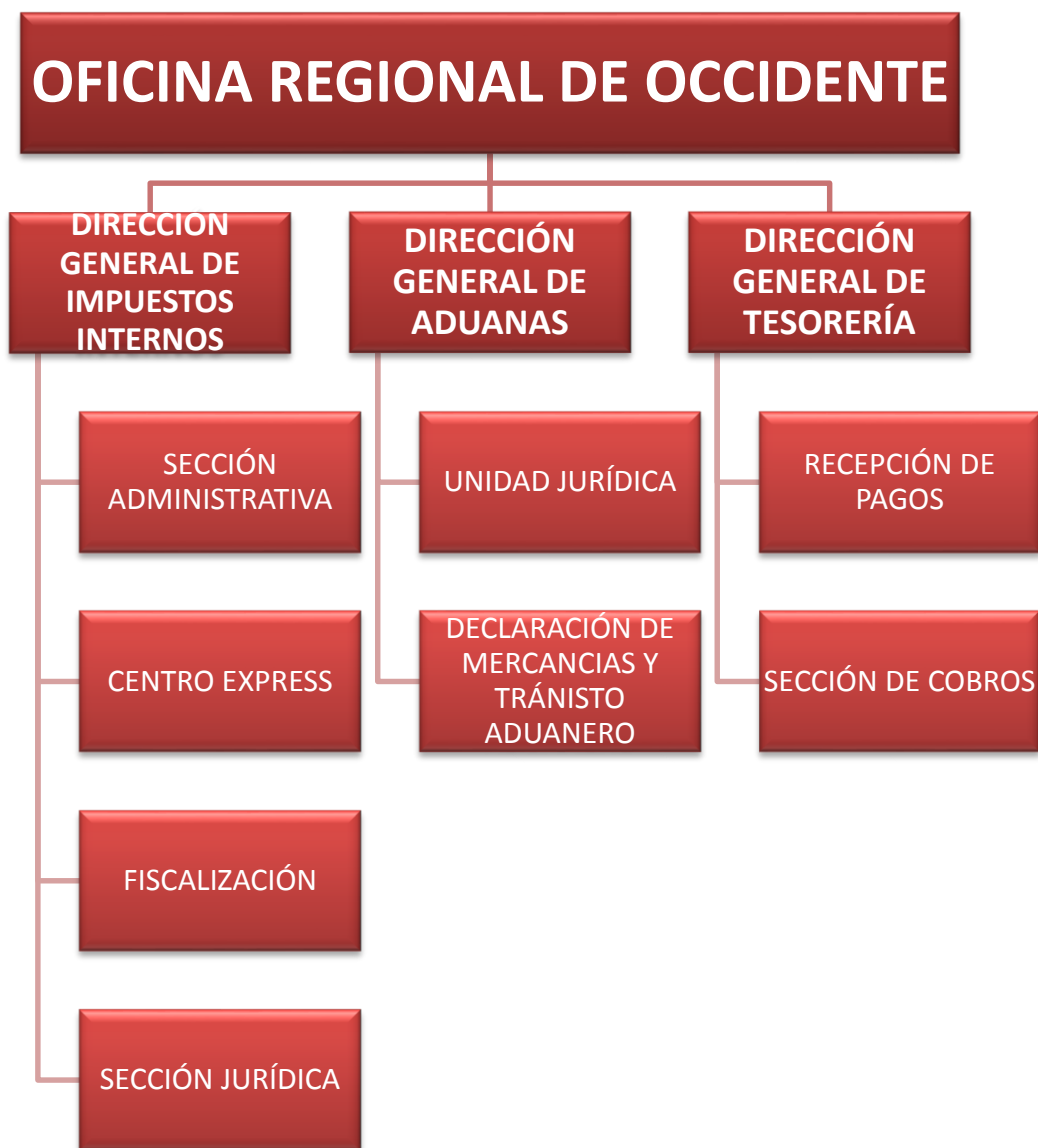 OFICINA REGIONAL DE OCCIDENTE
DIRECCIÓN
GENERAL DE
IMPUESTOS
INTERNOS
SECCIÓN
ADMINISTRATIVA
CENTRO EXPRESS
FISCALIZACIÓN
SECCIÓN JURÍDICA
DIRECCIÓN
GENERAL DE
ADUANAS
UNIDAD JURÍDICA
DECLARACIÓN DE
MERCANCIAS Y
TRÁNISTO
ADUANERO
DIRECCIÓN
GENERAL DE
TESORERÍA
RECEPCIÓN DE
PAGOS
SECCIÓN DE COBROS